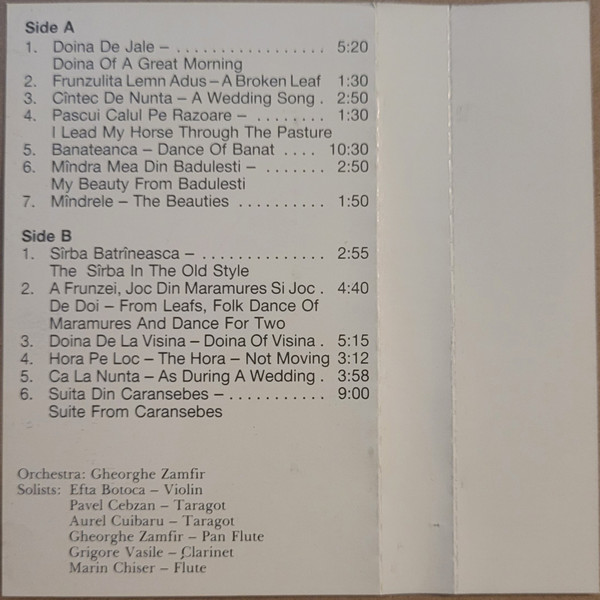 Side A
1. Doina De Jale – . . . . . . . . . . . . . . . . . 5:20
Doina Of A Great Morning
2. Frunzulita Lemn Adus – A Broken Leaf 1:30
3. Cîntec De Nunta – A Wedding Song . 2:50
4. Pascui Calul Pe Razoare – . . . . . . . . 1:30
I Lead My Horse Through The Pasture
5. Banateanca – Dance Of Banat . . . . 10:30
6. Mîndra Mea Din Badulesti – . . . . . . . 2:50
My Beauty From Badulesti
7. Mîndrele – The Beauties . . . . . . . . . . 1:50
Side B
1. Sîrba Batrîneasca – . . . . . . . . . . . . . . 2:55
The Sîrba In The Old Style
2. A Frunzei, Joc Din Maramures Si Joc . 4:40
De Doi – From Leafs, Folk Dance Of
Maramures And Dance For Two
3. Doina De La Visina – Doina Of Visina . 5:15
4. Hora Pe Loc – The Hora – Not Moving 3:12
5. Ca La Nunta – As During A Wedding . 3:58
6. Suita Din Caransebes – . . . . . . . . . . . 9:00
Suite From Caransebes
Orchestra: Gheorghe Zamfir
Solists: Efta Botoca – Violin
Pavel Cebzan – Taragot
Aurel Cuibaru – Taragot
Gheorghe Zamfir – Pan Flute
Grigore Vasile – Clarinet
Marin Chiser – Flute